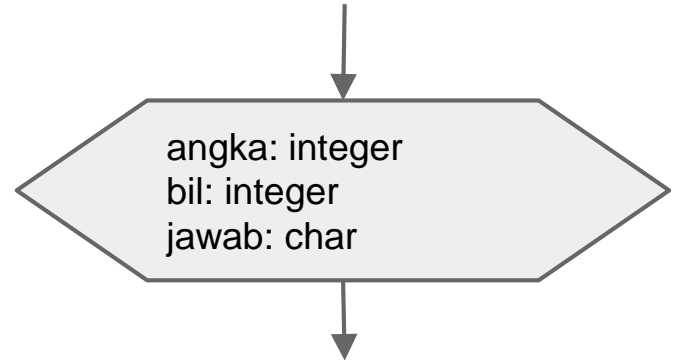 angka: integer
bil: integer
jawab: char